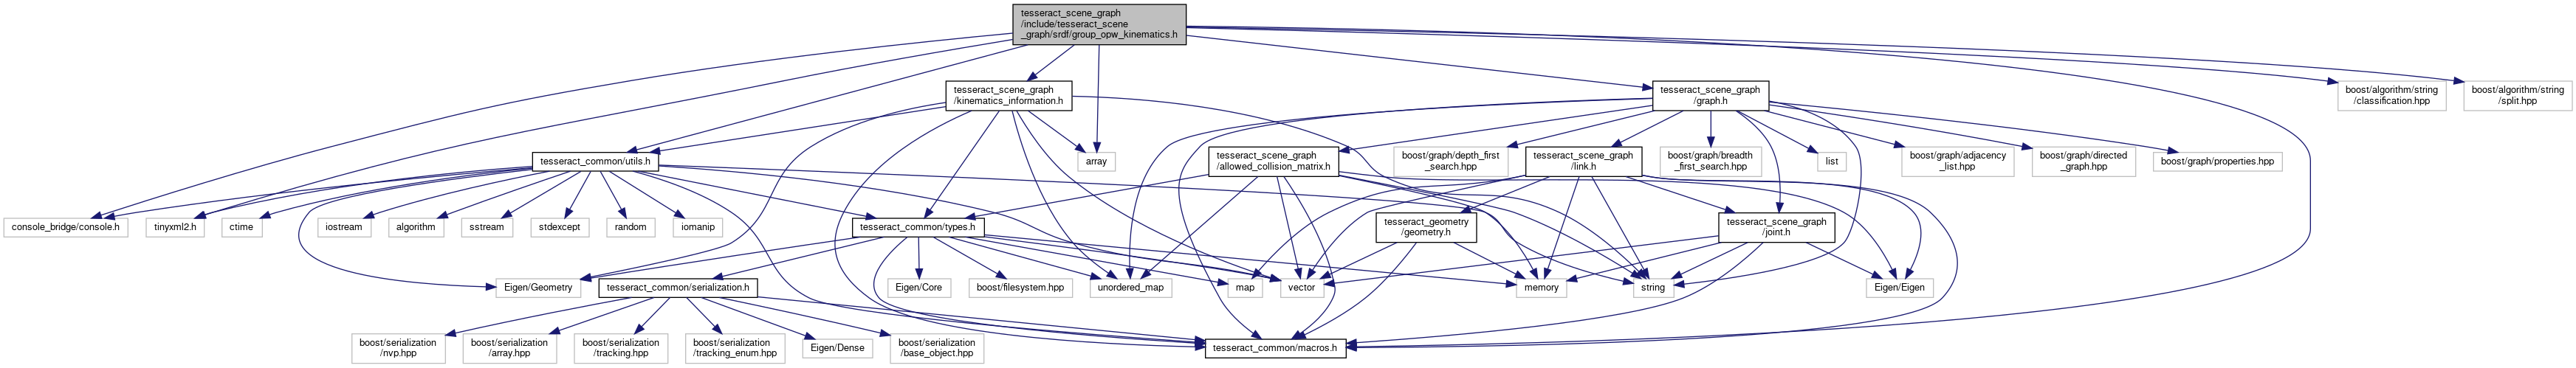 tesseract_scene_graph
/include/tesseract_scene
_graph/srdf/group_opw_kinematics.h
tesseract_scene_graph
/kinematics_information.h
tesseract_scene_graph
/graph.h
boost/algorithm/string
/classification.hpp
boost/algorithm/string
/split.hpp
tesseract_common/utils.h
array
tesseract_scene_graph
/allowed_collision_matrix.h
boost/graph/depth_first
_search.hpp
tesseract_scene_graph
/link.h
boost/graph/breadth
_first_search.hpp
list
boost/graph/adjacency
_list.hpp
boost/graph/directed
_graph.hpp
boost/graph/properties.hpp
console_bridge/console.h
tinyxml2.h
ctime
iostream
algorithm
sstream
stdexcept
random
iomanip
tesseract_common/types.h
tesseract_geometry
/geometry.h
tesseract_scene_graph
/joint.h
Eigen/Geometry
tesseract_common/serialization.h
Eigen/Core
boost/filesystem.hpp
unordered_map
map
vector
memory
string
Eigen/Eigen
boost/serialization
/nvp.hpp
boost/serialization
/array.hpp
boost/serialization
/tracking.hpp
boost/serialization
/tracking_enum.hpp
Eigen/Dense
boost/serialization
/base_object.hpp
tesseract_common/macros.h